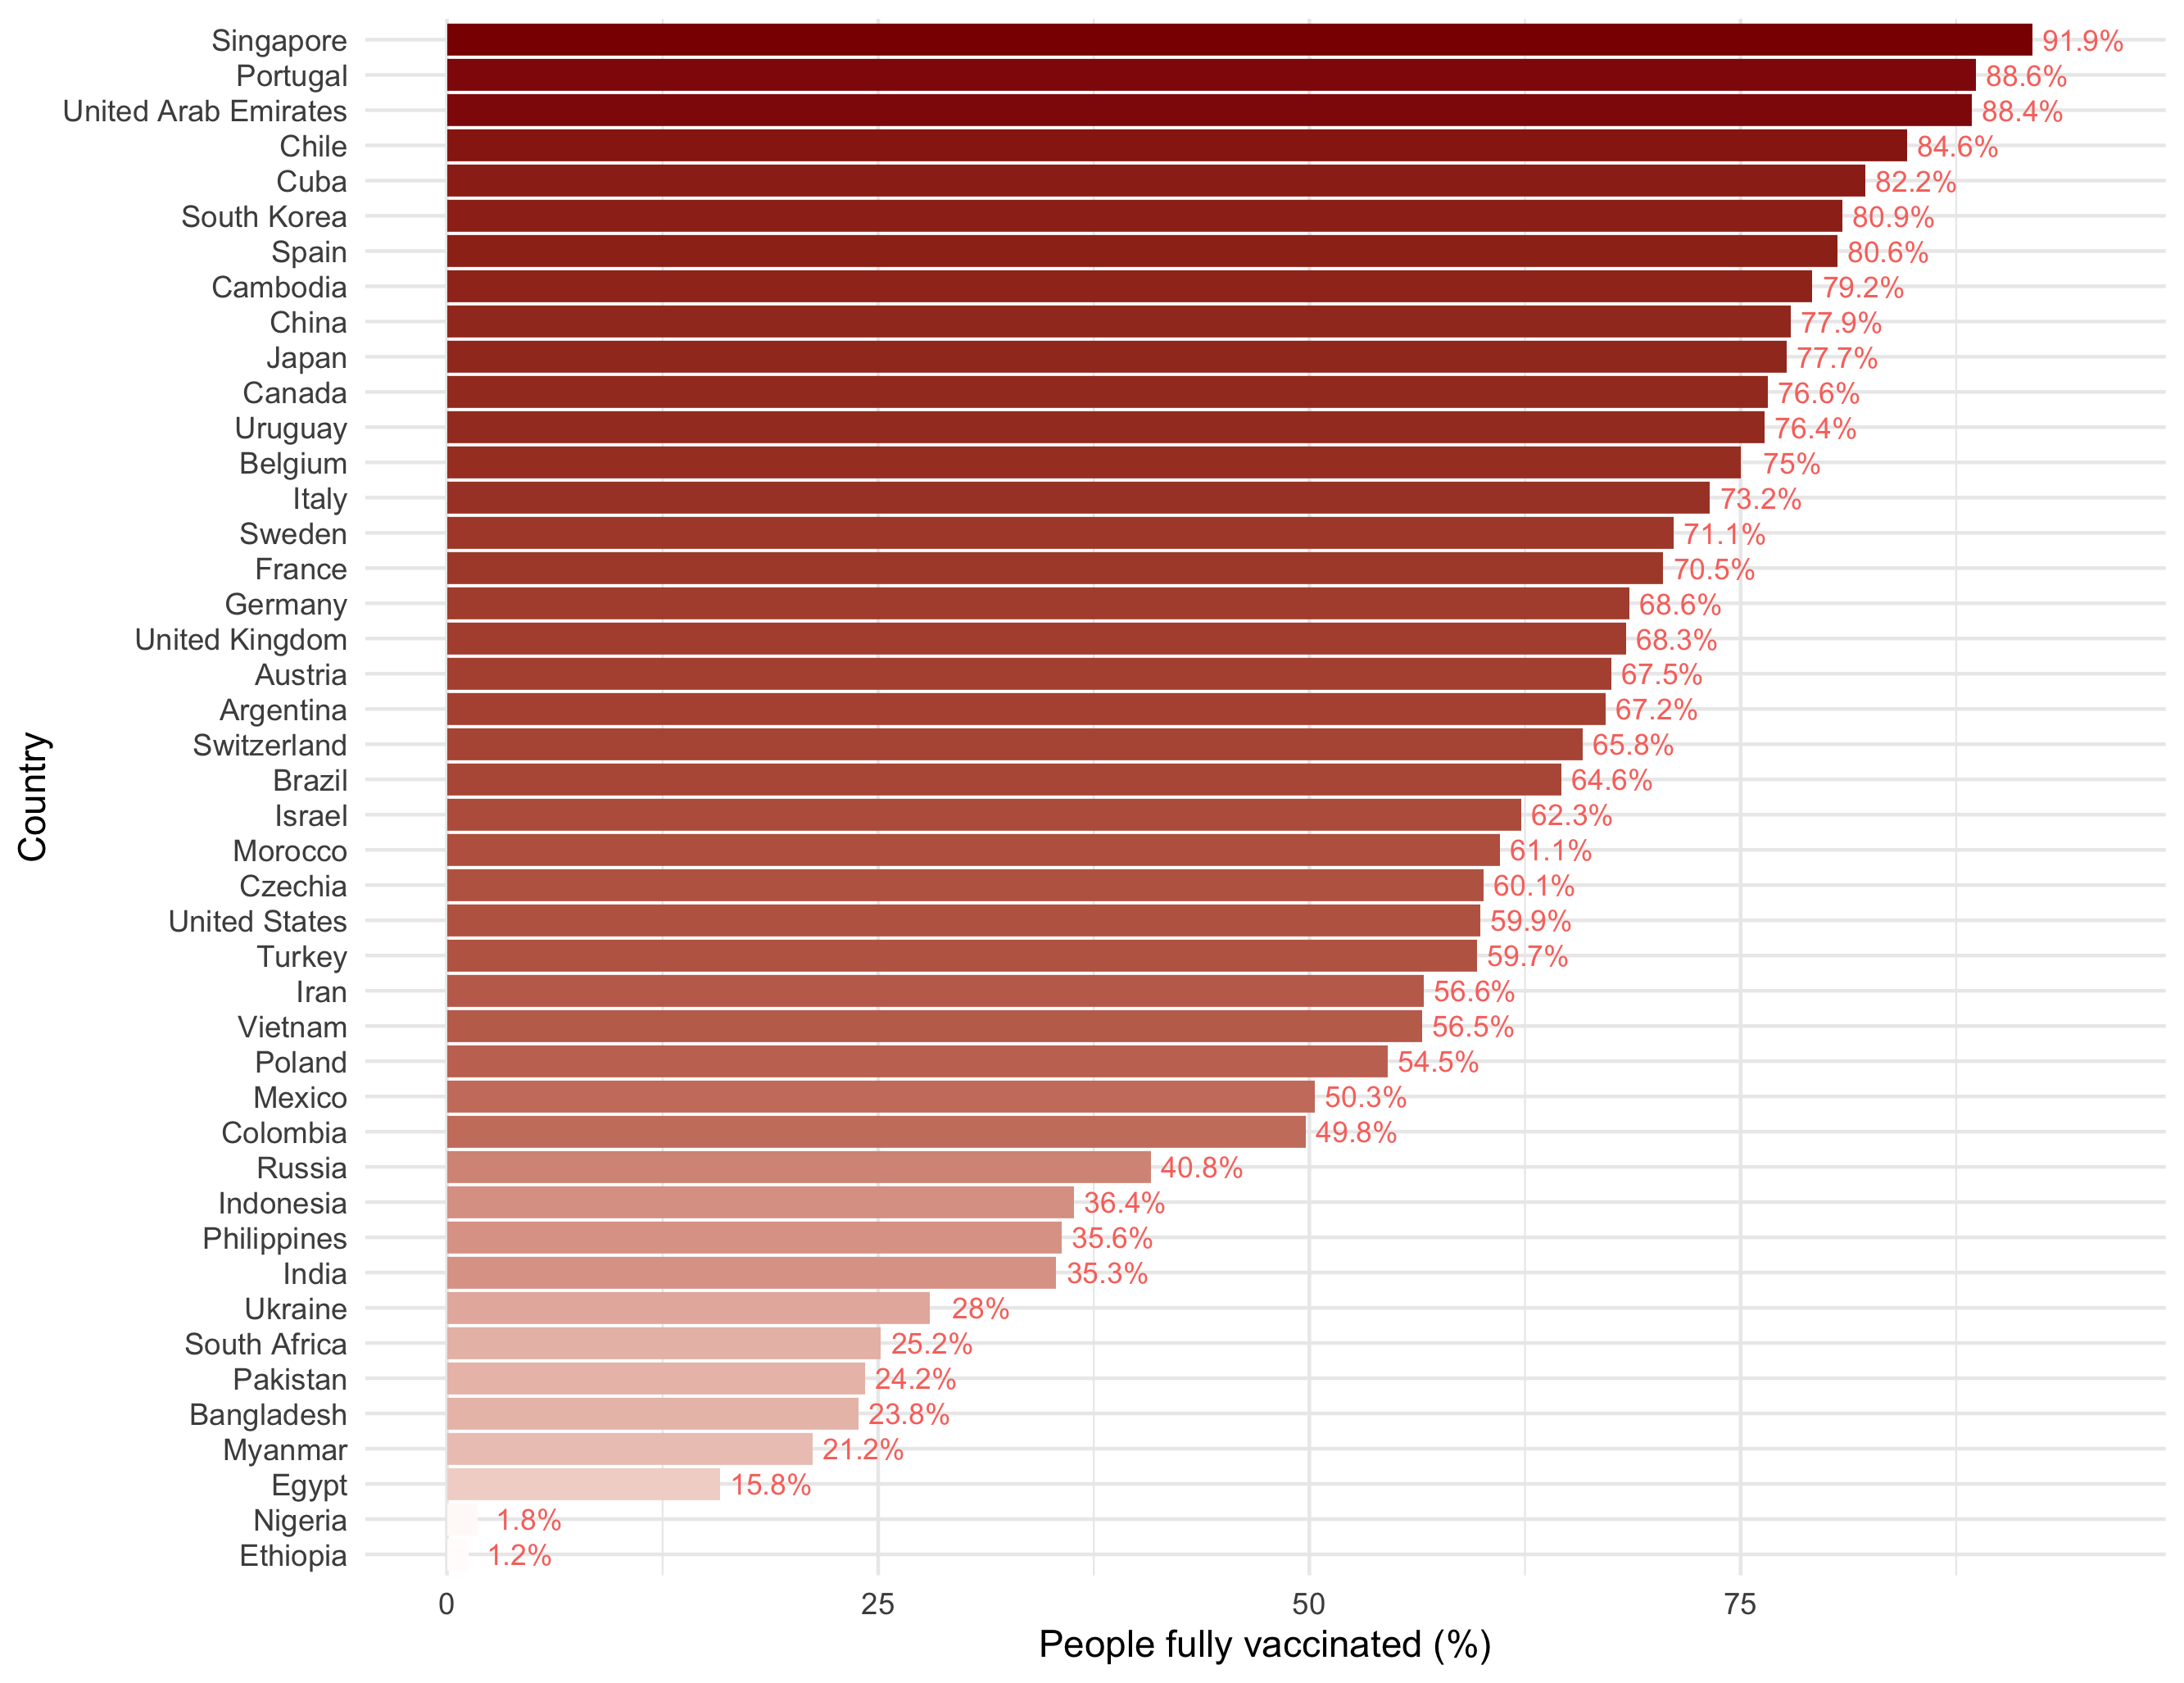 Singapore 91.9%
Portugal 88.6%
United Arab Emirates 88.4%
Chile 84.6%
Cuba 82.2%
South Korea 80.9%
Spain 80.6%
Cambodia 79.2%
China 77.9%
Japan 77.7%
Canada 76.6%
Uruguay 76.4%
Belgium 75%
Italy 73.2%
Sweden 71.1%
France 70.5%
Germany 68.6%
United Kingdom 68.3%
Austria 67.5%
Argentina 67.2%
Switzerland 65.8%
Brazil 64.6%
Israel 62.3%
Morocco 61.1%
Czechia 60.1%
United States 59.9%
Turkey 59.7%
Iran 56.6%
Vietnam 56.5%
Poland 54.5%
Mexico 50.3%
Colombia 49.8%
Russia 40.8%
Indonesia 36.4%
Philippines 35.6%
India 35.3%
Ukraine 28%
South Africa 25.2%
Pakistan 24.2%
Bangladesh 23.8%
Myanmar 21.2%
Egypt 15.8%
Nigeria 1.8%
Ethiopia 1.2%
Country
0 25 50 75
People fully vaccinated (%)